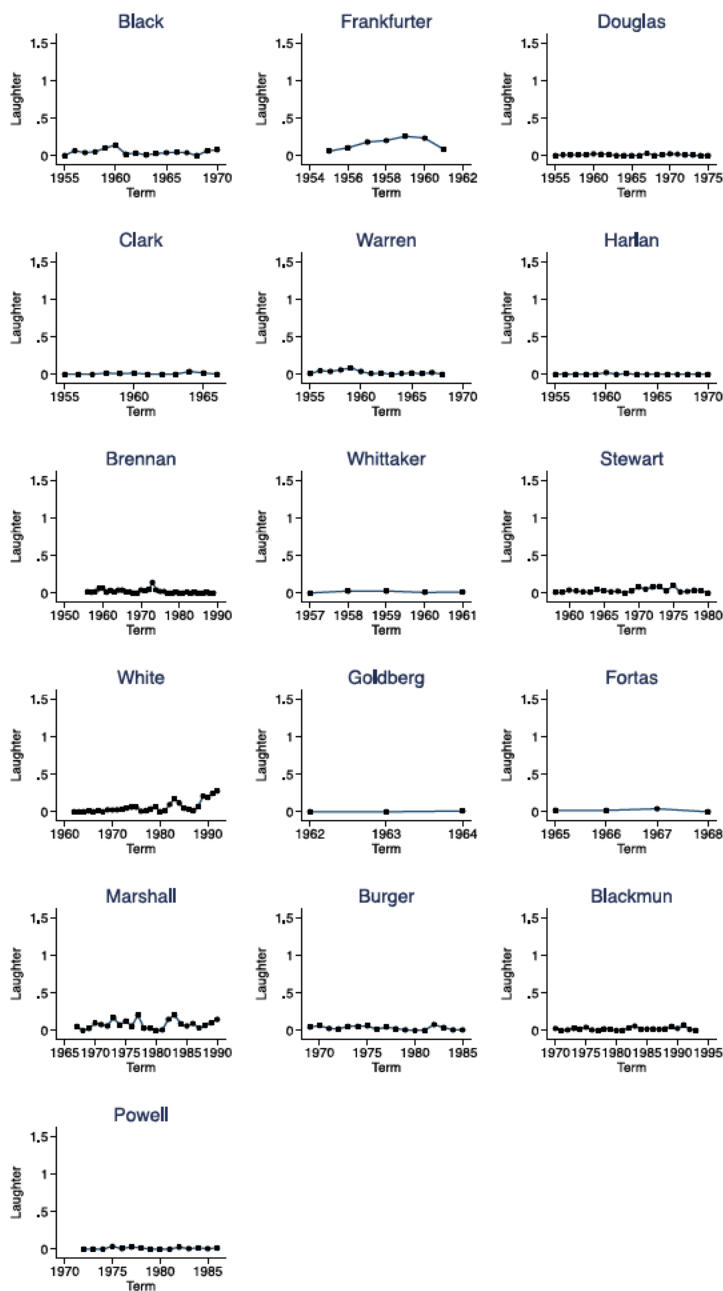 Black
Frankfurter
Douglas
1.5
1
.5
0
Laughter
1955 1960 1965 1970
Term
1.5
1
.5
0
Laughter
1954 1956 1958 1960 1962
Term
1.5
1
.5
0
Laughter
1955 1960 1965 1970 1975
Term
Clark
Warren
Harlan
1.5
1
.5
0
Laughter
1955 1960 1965
Term
1.5
1
.5
0
Laughter
1955 1960 1965 1970
Term
1.5
1
.5
0
Laughter
1955 1960 1965 1970
Term
Brennan
Whittaker
Stewart
1.5
1
.5
0
Laughter
1950 1960 1970 1980 1990
Term
1.5
1
.5
0
Laughter
1957 1958 1959 1960 1961
Term
1.5
1
.5
0
Laughter
1960 1965 1970 1975 1980
Term
White
Goldberg
Fortas
1.5
1
.5
0
Laughter
1960 1970 1980 1990
Term
1.5
1
.5
0
Laughter
1962 1963 1964
Term
1.5
1
.5
0
Laughter
1965 1966 1967 1968
Term
Marshall
Burger
Blackmun
1.5
1
.5
0
Laughter
1965 1970 1975 1980 1985 1990
Term
1.5
1
.5
0
Laughter
1970 1975 1980 1985
Term
1.5
1
.5
0
Laughter
1970 1975 1980 1985 1990 1995
Term
Powell
1.5
1
.5
0
Laughter
1970 1975 1980 1985
Term